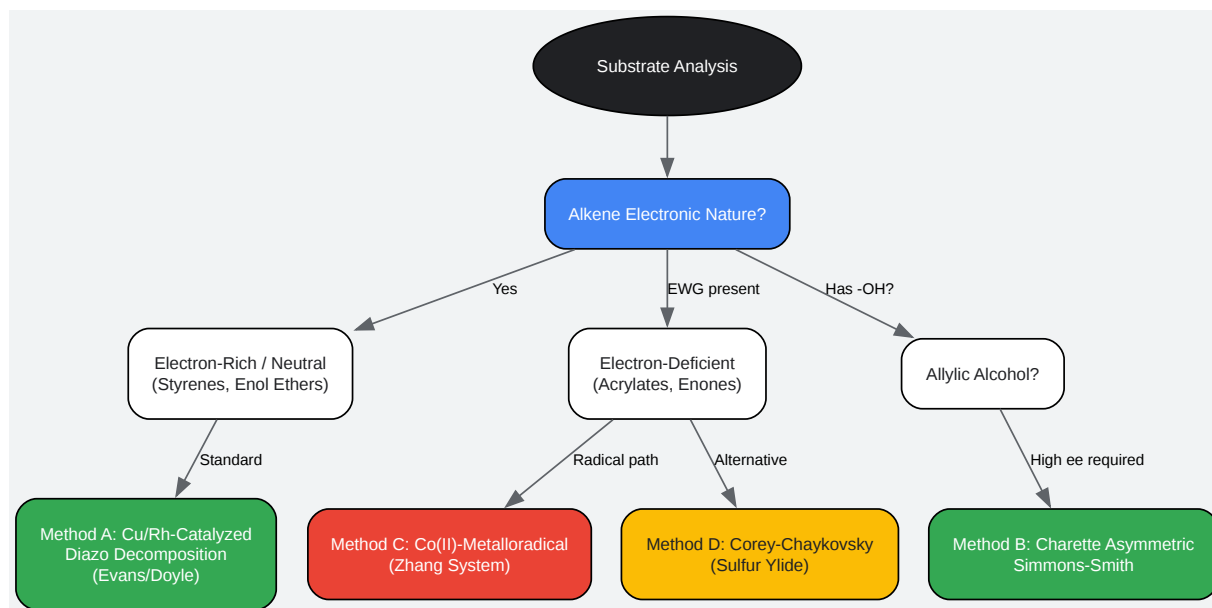 Substrate Analysis
Alkene Electronic Nature?
Yes
EWG present
Has -OH?
Electron-Rich / Neutral
(Styrenes, Enol Ethers)
Electron-Deficient
(Acrylates, Enones)
Allylic Alcohol?
Standard
Radical path
Alternative
High ee required
Method A: Cu/Rh-Catalyzed
Diazo Decomposition
(Evans/Doyle)
Method C: Co(II)-Metalloradical
(Zhang System)
Method D: Corey-Chaykovsky
(Sulfur Ylide)
Method B: Charette Asymmetric
Simmons-Smith